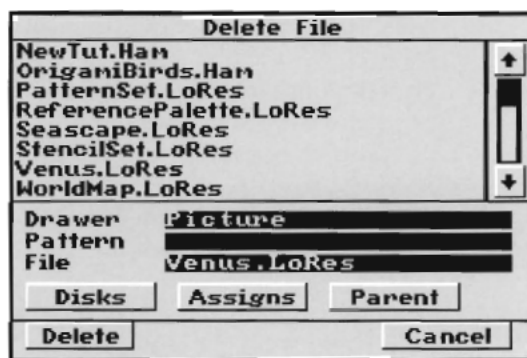 Delete File
NewTut.Ham
OrigamiBirds.Ham
PatternSet.LoRes
ReferencePalette.LoRes
Seascape.LoRes
StencilSet.LoRes
Venus.LoRes
WorldMap.LoRes
Drawer Picture
Pattern
File Venus.LoRes
Disks Assigns Parent
Delete Cancel